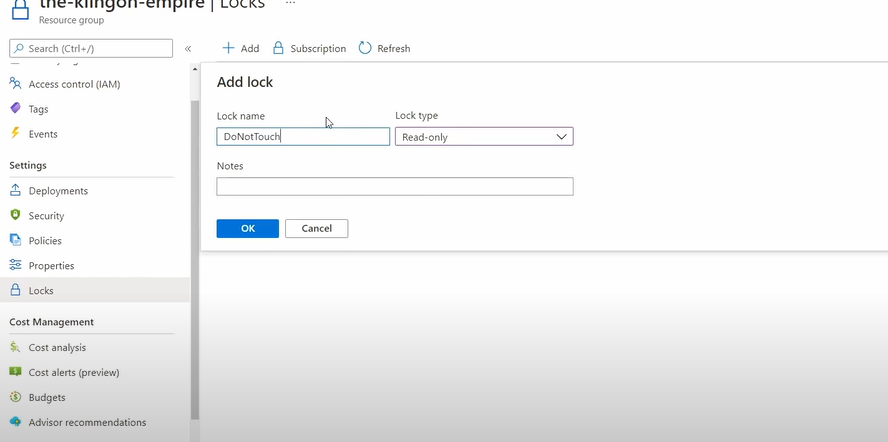 the-klingon-empire | Locks ...
Resource group
Search (Ctrl+/) «
Access control (IAM)
Tags
Events
Settings
Deployments
Security
Policies
Properties
Locks
Cost Management
Cost analysis
Cost alerts (preview)
Budgets
Advisor recommendations
Add Subscription Refresh
Add lock
Lock name Lock type
DoNotTouch Read-only
Notes
OK Cancel